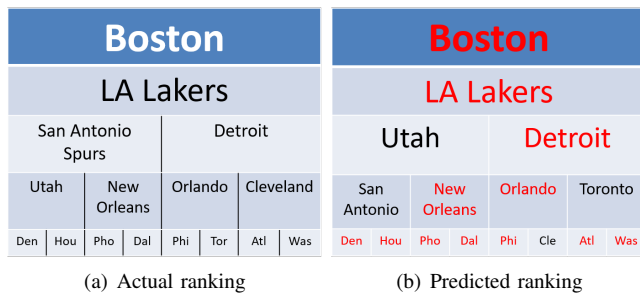 Boston
LA Lakers
San Antonio Detroit
Spurs
Utah New Orlando Cleveland
Orleans
Den Hou Pho Dal Phi Tor Atl Was
(a) Actual ranking
Boston
LA Lakers
Utah Detroit
San New Orlando Toronto
Antonio Orleans
Den Hou Pho Dal Phi Cle Atl Was
(b) Predicted ranking